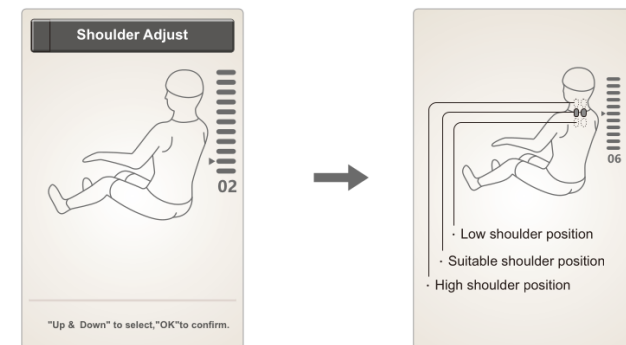 Shoulder Adjust
02
"Up & Down" to select,"OK"to confirm.
06
· Low shoulder position
· Suitable shoulder position
· High shoulder position